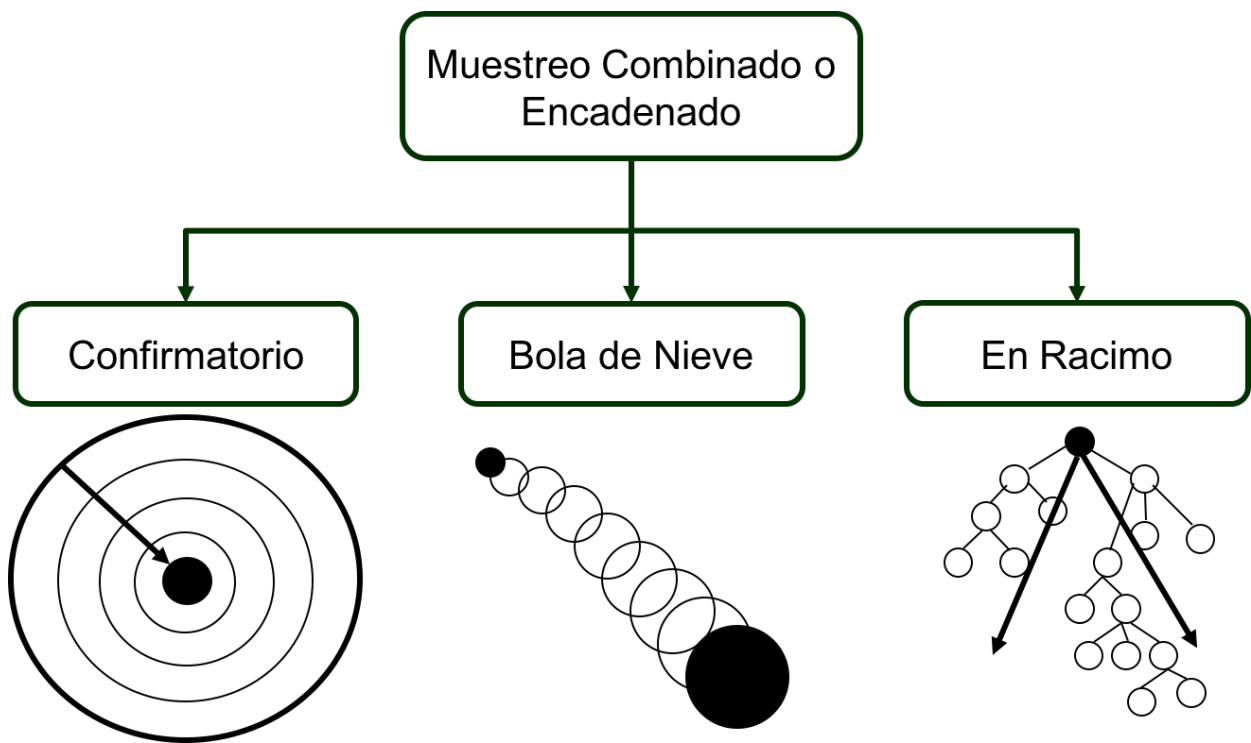 Muestreo Combinado o
Encadenado
Confirmatorio
Bola de Nieve
En Racimo